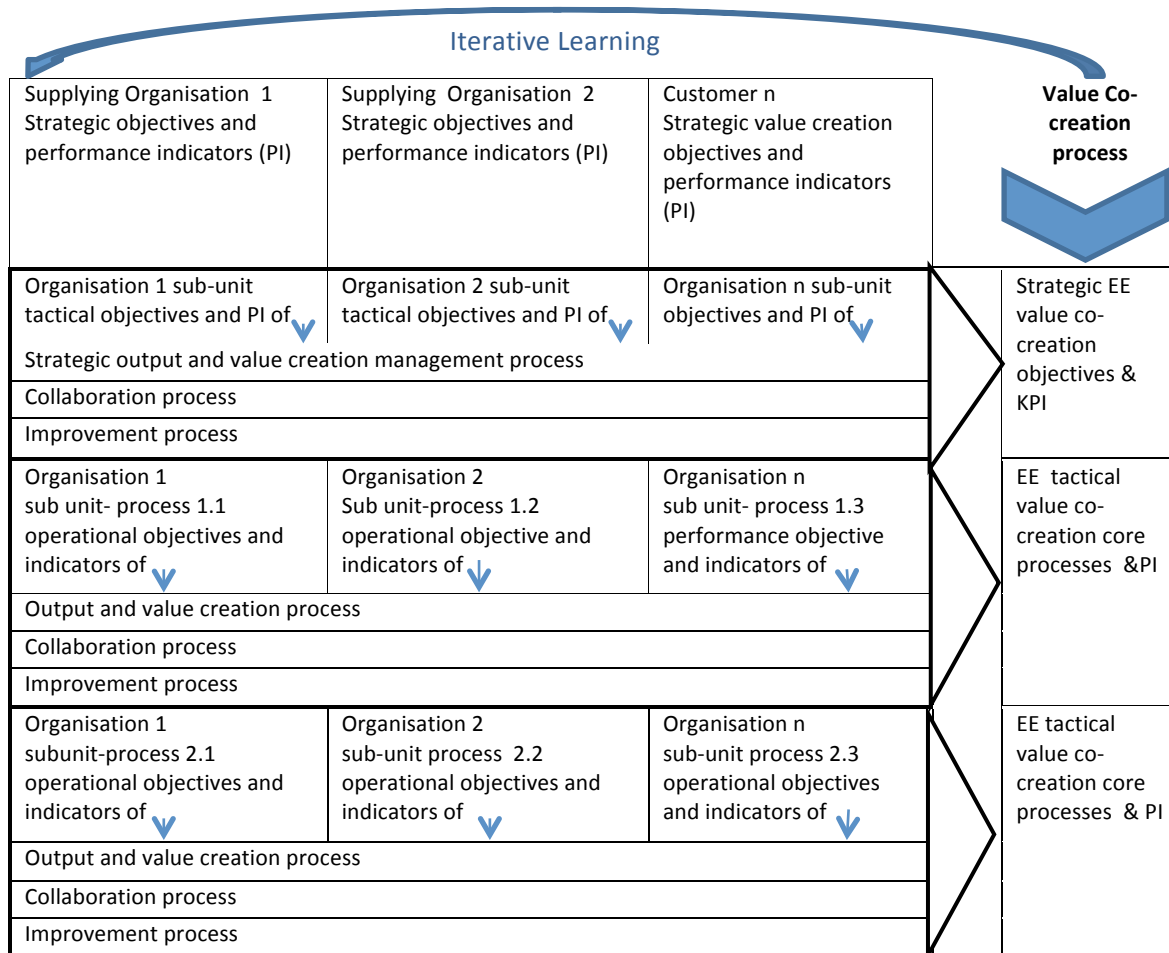 Iterative Learning
Supplying Organisation 1
Strategic objectives and
performance indicators (PI)
Supplying Organisation 2
Strategic objectives and
performance indicators (PI)
Customer n
Strategic value creation
objectives and
performance indicators
(PI)
Value Co-
creation
process
Organisation 1 sub-unit
tactical objectives and PI of
Organisation 2 sub-unit
tactical objectives and PI of
Organisation n sub-unit
objectives and PI of
Strategic output and value creation management process
Collaboration process
Improvement process
Strategic EE
value co-
creation
objectives &
KPI
Organisation 1
sub unit- process 1.1
operational objectives and
indicators of
Organisation 2
Sub unit-process 1.2
operational objective and
indicators of
Organisation n
sub unit- process 1.3
performance objective
and indicators of
Output and value creation process
Collaboration process
Improvement process
EE tactical
value co-
creation core
processes &PI
Organisation 1
subunit-process 2.1
operational objectives and
indicators of
Organisation 2
sub-unit process 2.2
operational objectives and
indicators of
Organisation n
sub-unit process 2.3
operational objectives
and indicators of
Output and value creation process
Collaboration process
Improvement process
EE tactical
value co-
creation core
processes & PI